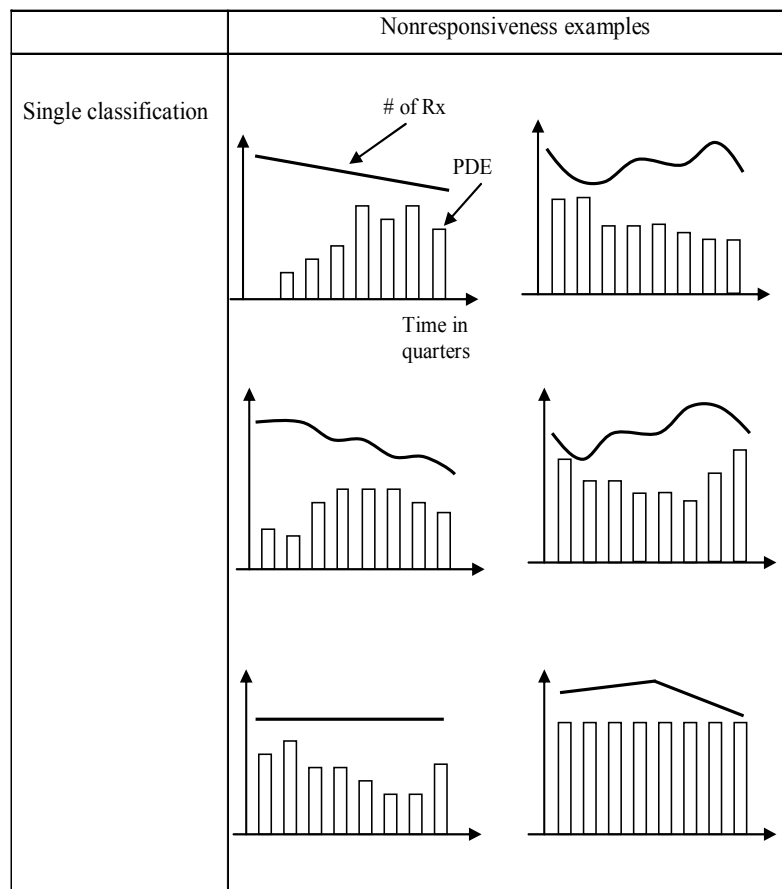 Nonresponsiveness examples
Single classification
# of Rx
PDE
Time in
quarters